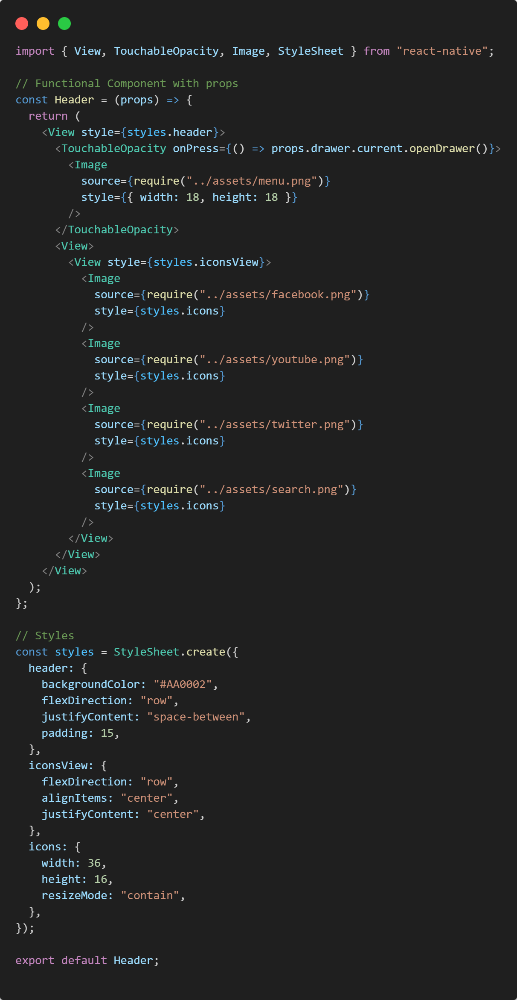 import { View, TouchableOpacity, Image, StyleSheet } from "react-native";

// Functional Component with props
const Header = (props) => {
  return (
    <View style={styles.header}>
      <TouchableOpacity onPress={() => props.drawer.current.openDrawer()}>
        <Image
          source={require("../assets/menu.png")}
          style={{ width: 18, height: 18 }}
        />
      </TouchableOpacity>
      <View>
        <View style={styles.iconsView}>
          <Image
            source={require("../assets/facebook.png")}
            style={styles.icons}
          />
          <Image
            source={require("../assets/youtube.png")}
            style={styles.icons}
          />
          <Image
            source={require("../assets/twitter.png")}
            style={styles.icons}
          />
          <Image
            source={require("../assets/search.png")}
            style={styles.icons}
          />
        </View>
      </View>
    </View>
  );
};

// Styles
const styles = StyleSheet.create({
  header: {
    backgroundColor: "#AA0002",
    flexDirection: "row",
    justifyContent: "space-between",
    padding: 15,
  },
  iconsView: {
    flexDirection: "row",
    alignItems: "center",
    justifyContent: "center",
  },
  icons: {
    width: 36,
    height: 16,
    resizeMode: "contain",
  },
});

export default Header;